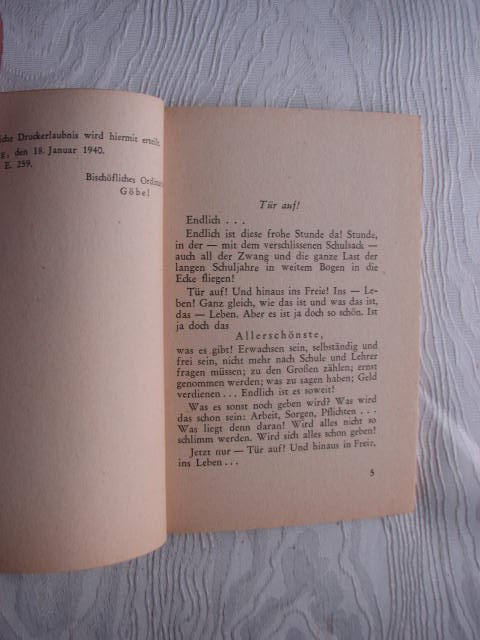 iche Druckerlaubnis wird hiermit erteilt.
g, den 18. Januar 1940.
E. 259.
Bischöfliches Ordina
Göbel
Tür auf!
Endlich . . .
Endlich ist diese frohe Stunde da! Stunde,
in der — mit dem verschlissenen Schulsack —
auch all der Zwang und die ganze Last der
langen Schuljahre in weitem Bogen in die
Ecke fliegen!
Tür auf! Und hinaus ins Freie! Ins — Le-
ben! Ganz gleich, wie das ist und was das ist,
das — Leben. Aber es ist ja doch so schön. Ist
ja doch das
Allerschönste,
was es gibt! Erwachsen sein, selbständig und
frei sein, nicht mehr nach Schule und Lehrer
fragen müssen; zu den Großen zählen; ernst
genommen werden; was zu sagen haben; Geld
verdienen . . . Endlich ist es soweit!
Was es sonst noch geben wird? Was wird
das schon sein: Arbeit, Sorgen, Pflichten . . .
Was liegt denn daran! Wird alles nicht so
schlimm werden. Wird sich alles schon geben!
Jetzt nur — Tür auf! Und hinaus in Freie,
ins Leben . . .
5